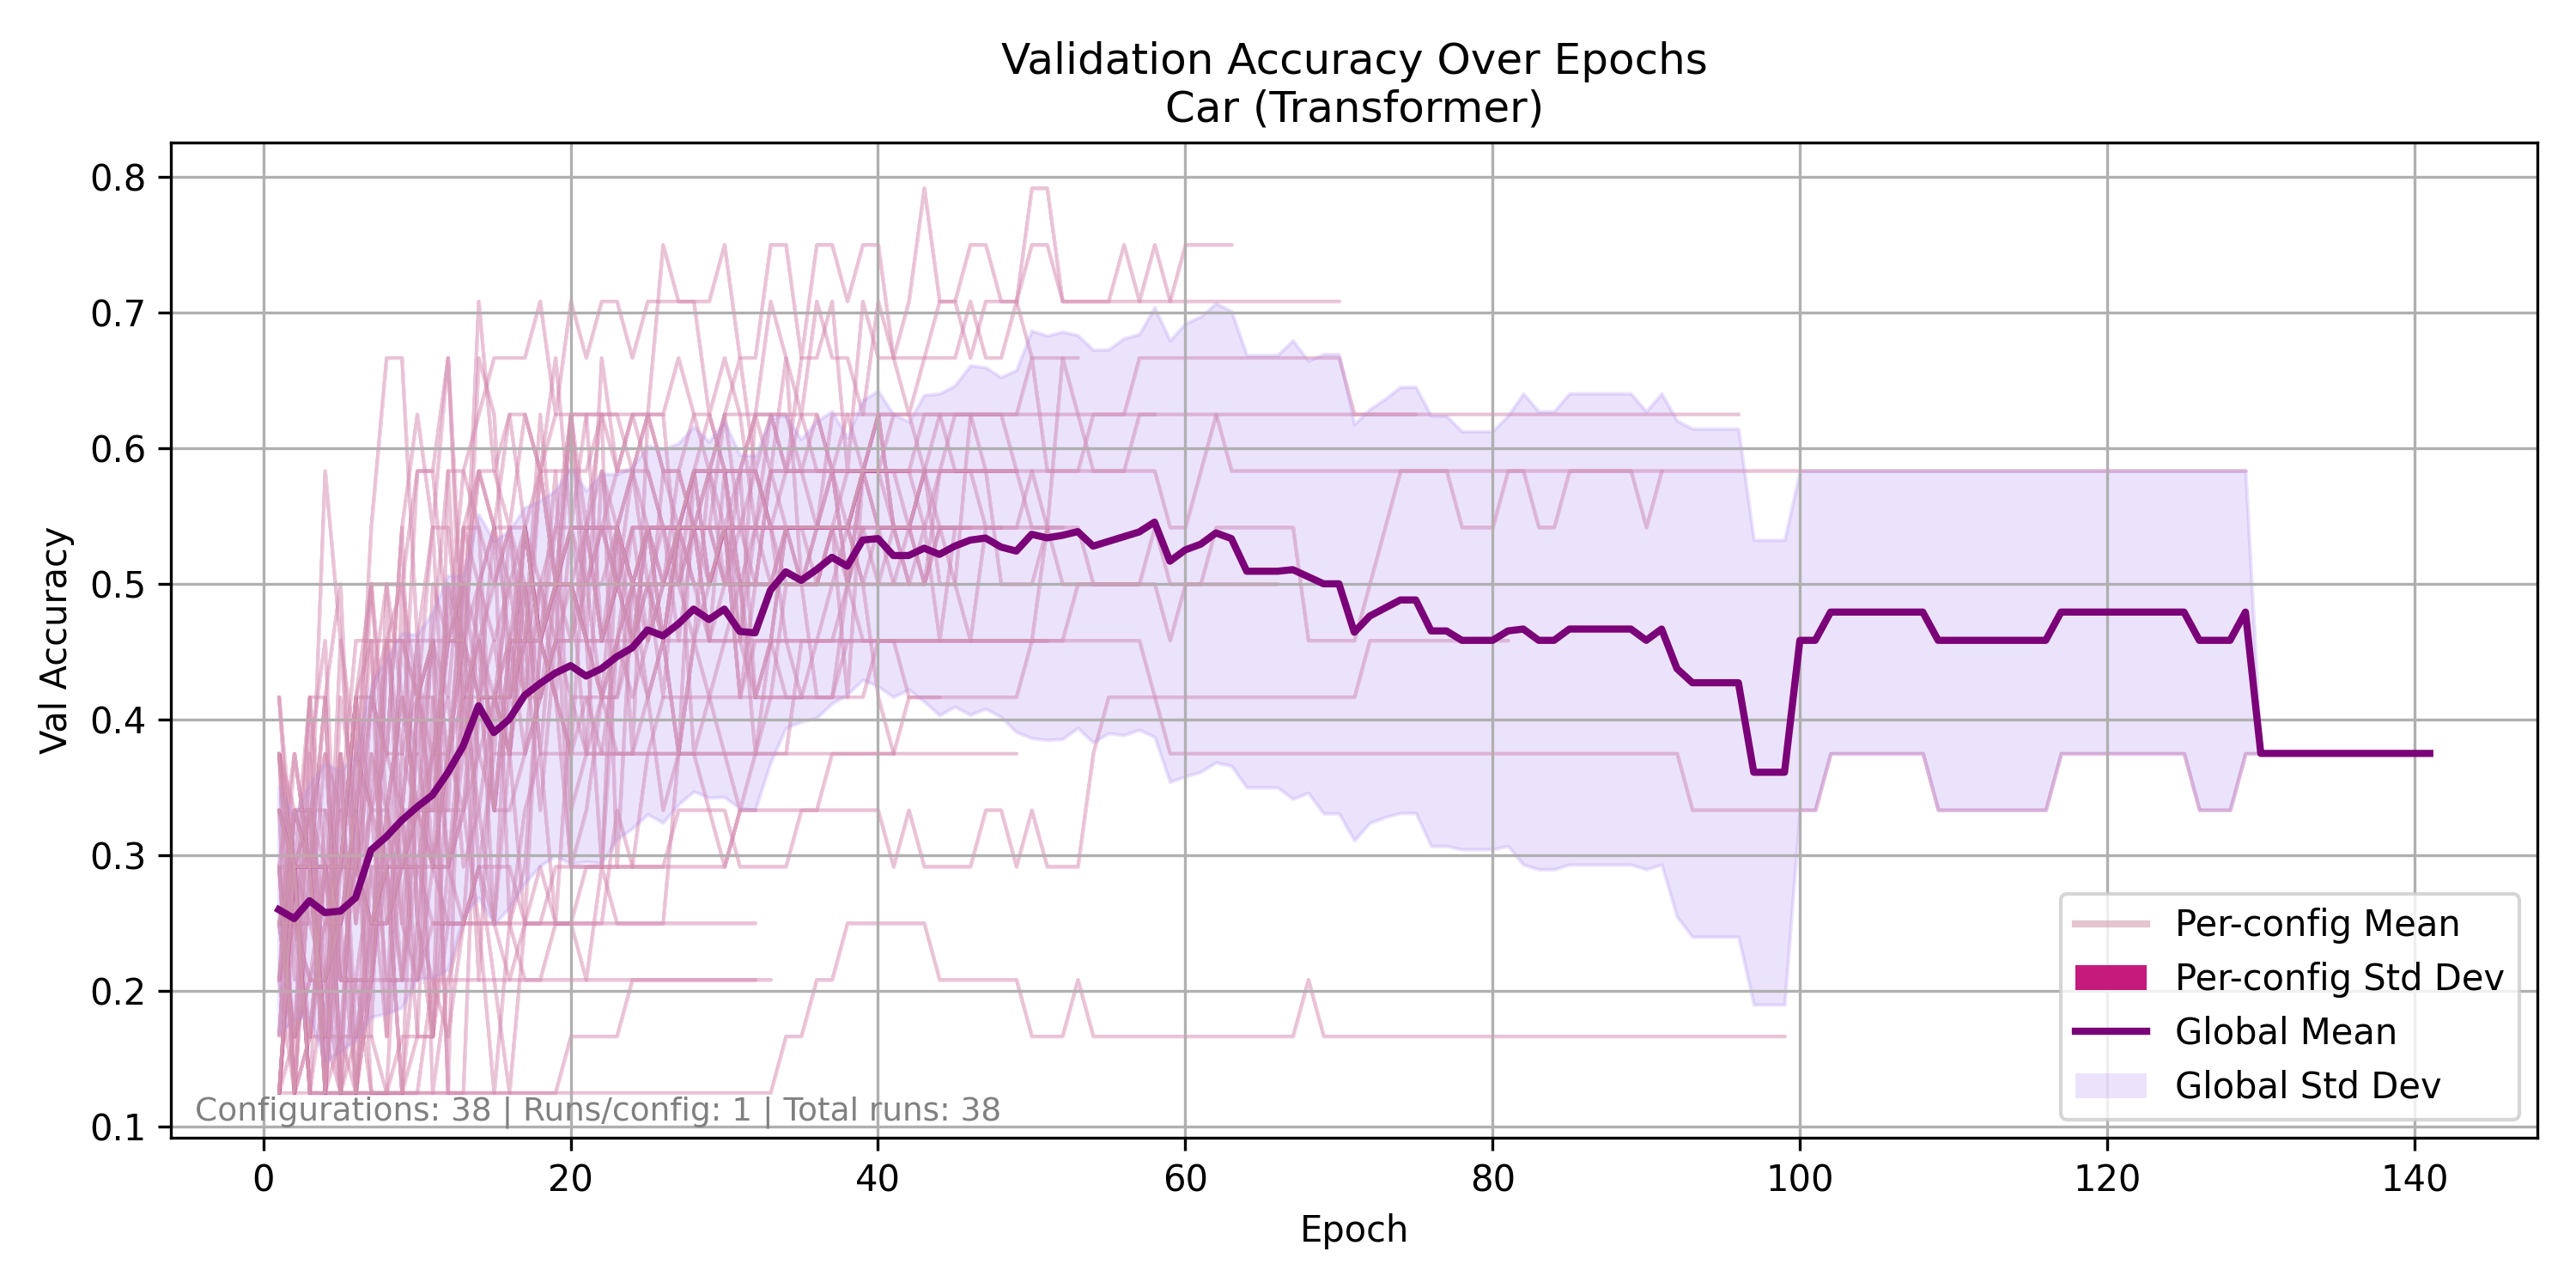 Validation Accuracy Over Epochs
Car (Transformer)
Val Accuracy
0.8
0.7
0.6
0.5
0.4
0.3
0.2
0.1
Configurations: 38 | Runs/config: 1 | Total runs: 38
Per-config Mean
Per-config Std Dev
Global Mean
Global Std Dev
0 20 40 60 80 100 120 140
Epoch